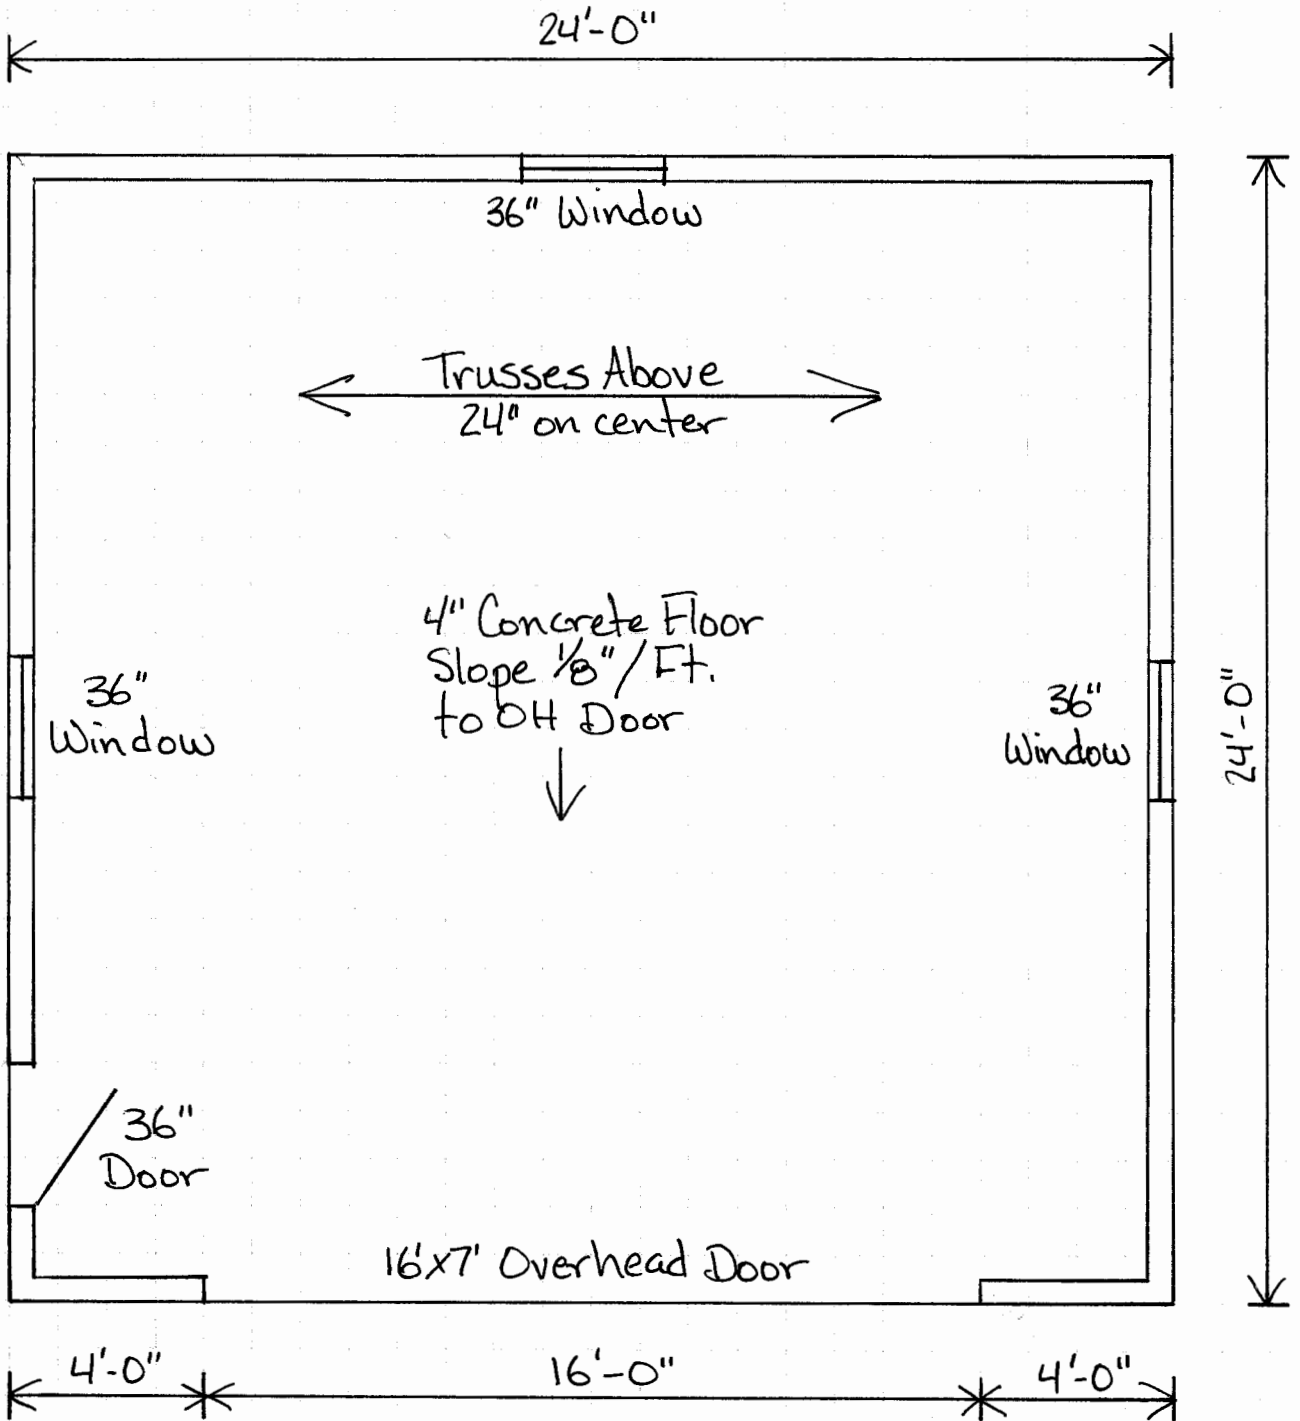 24'-0"
36" Window
Trusses Above
24" on center
4" Concrete Floor
Slope 1/8"/Ft.
to OH Door
36"
Window
36"
Window
24'-0"
36"
Door
16'x7' Overhead Door
4'-0"
16'-0"
4'-0"